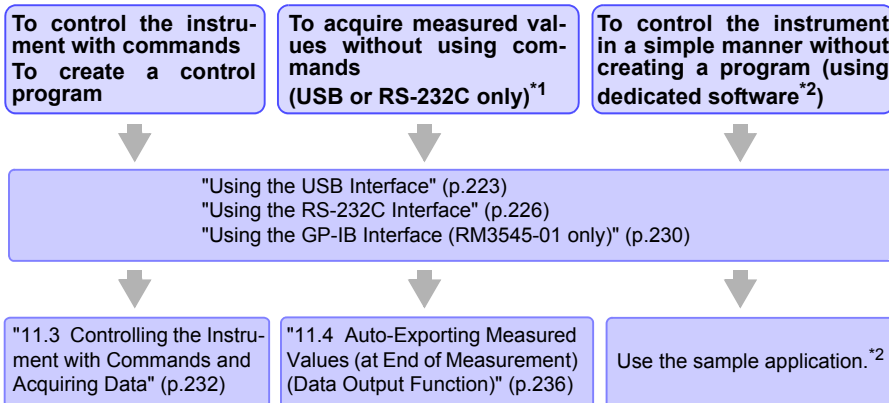 To control the instru-
ment with commands
To create a control
program
To acquire measured val-
ues without using com-
mands
(USB or RS-232C only)*1
To control the instrument
in a simple manner without
creating a program (using
dedicated software*2)
"Using the USB Interface" (p.223)
"Using the RS-232C Interface" (p.226)
"Using the GP-IB Interface (RM3545-01 only)" (p.230)
"11.3 Controlling the Instru-
ment with Commands and
Acquiring Data" (p.232)
"11.4 Auto-Exporting Measured
Values (at End of Measurement)
(Data Output Function)" (p.236)
Use the sample application.*2